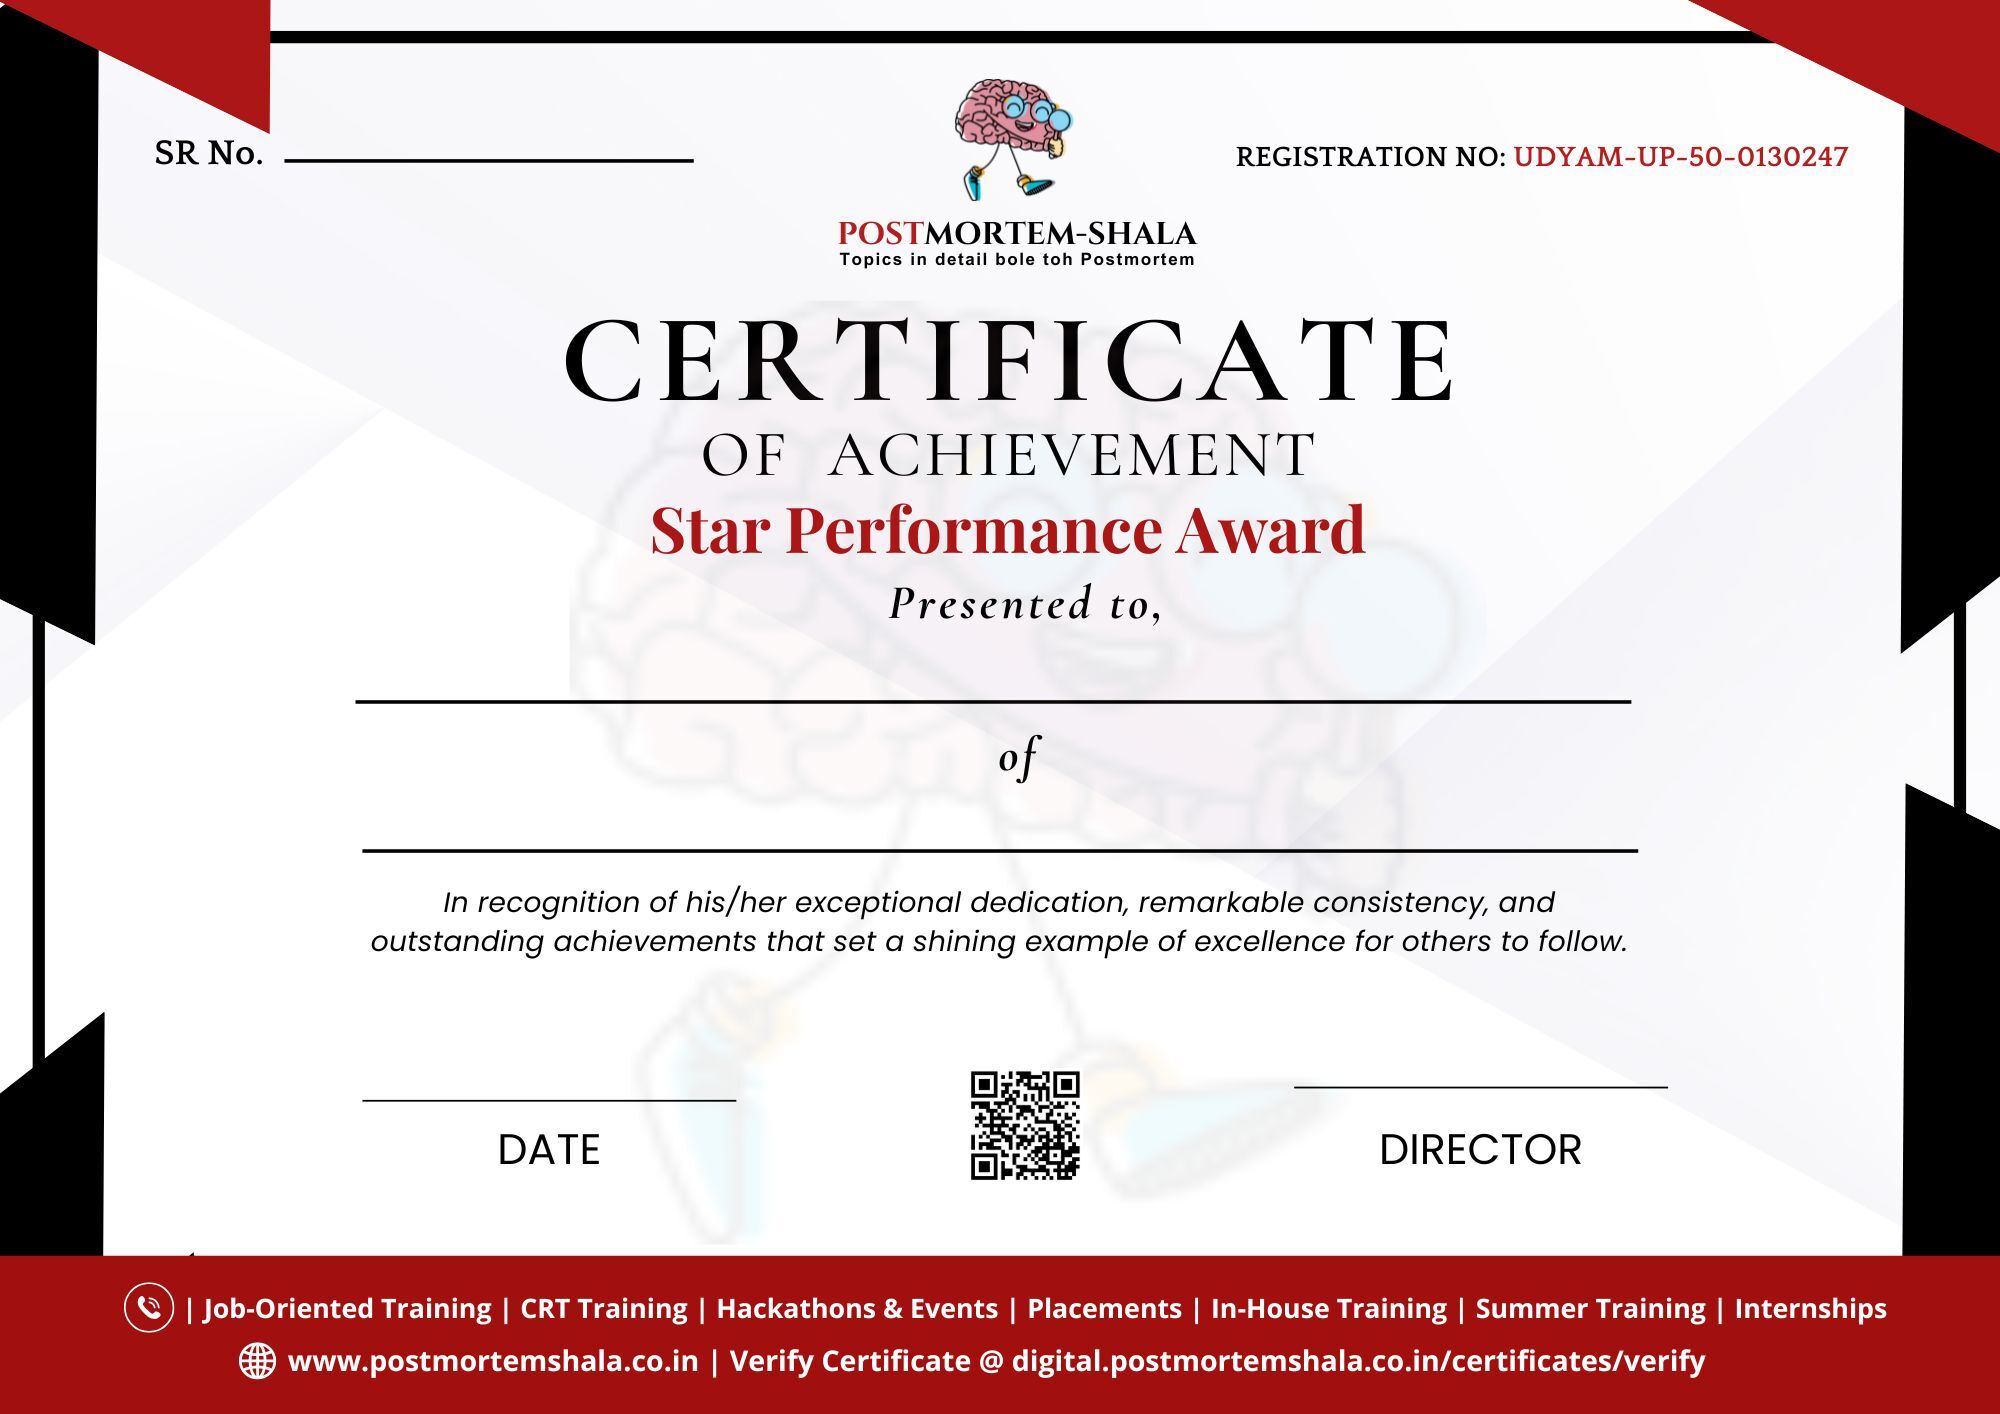 SR No.
REGISTRATION NO: UDYAM-UP-50-0130247
POSTMORTEM-SHALA
Topics in detail bole toh Postmortem
CERTIFICATE
OF ACHIEVEMENT
Star Performance Award
Presented to,
of
In recognition of his/her exceptional dedication, remarkable consistency, and
outstanding achievements that set a shining example of excellence for others to follow.
DATE
DIRECTOR
| Job-Oriented Training | CRT Training | Hackathons & Events | Placements | In-House Training | Summer Training | Internships
www.postmortemshala.co.in | Verify Certificate @ digital.postmortemshala.co.in/certificates/verify